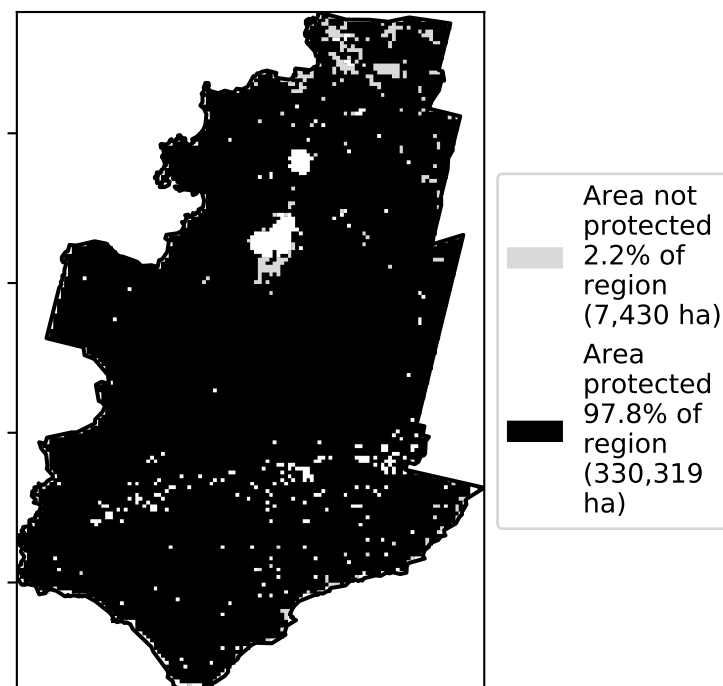 Area not
protected
2.2% of
region
(7,430 ha)
Area
protected
97.8% of
region
(330,319
ha)